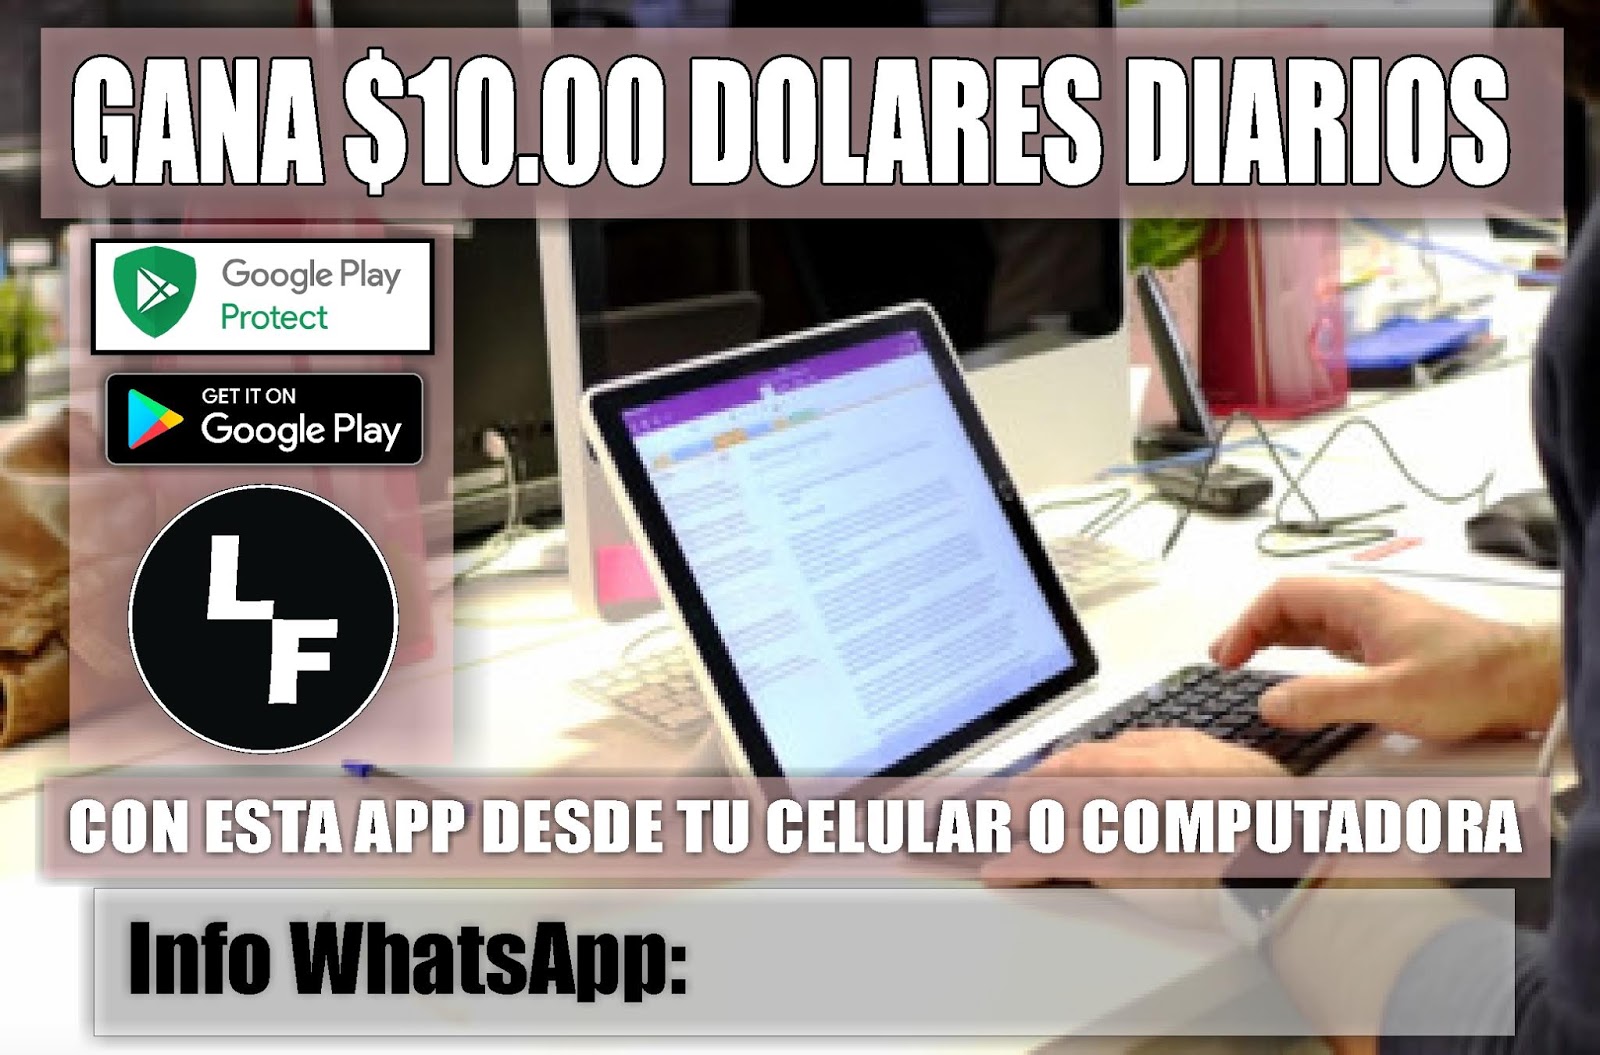 GANA $10.00 DOLARES DIARIOS
Google Play
Protect
GET IT ON
Google Play
L
F
CON ESTA APP DESDE TU CELULAR O COMPUTADORA
Info WhatsApp: